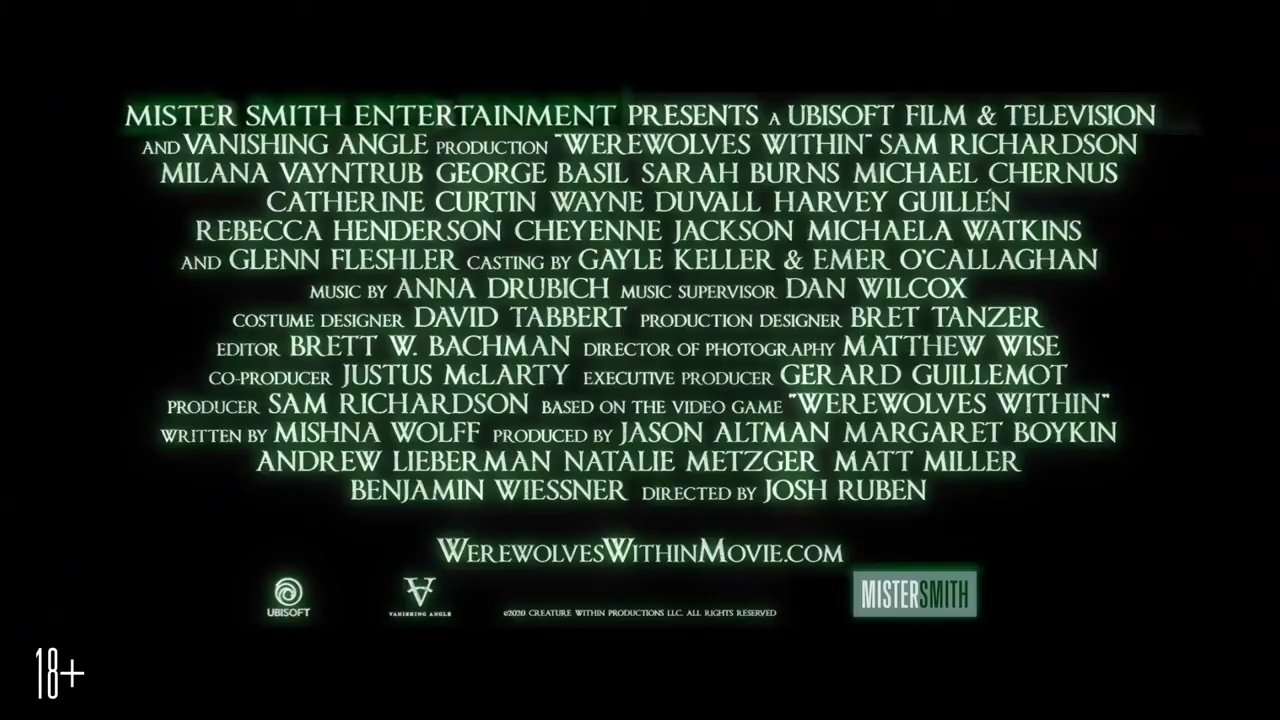 MISTER SMITH ENTERTAINMENT PRESENTS A UBISOFT FILM & TELEVISION
AND VANISHING ANGLE PRODUCTION "WEREWOLVES WITHIN" SAM RICHARDSON
MILANA VAYNTRUB GEORGE BASIL SARAH BURNS MICHAEL CHERNUS
CATHERINE CURTIN WAYNE DUVALL HARVEY GUILLÉN
REBECCA HENDERSON CHEYENNE JACKSON MICHAELA WATKINS
AND GLENN FLESHLER CASTING BY GAYLE KELLER & EMER O'CALLAGHAN
MUSIC BY ANNA DRUBICH MUSIC SUPERVISOR DAN WILCOX
COSTUME DESIGNER DAVID TABBERT PRODUCTION DESIGNER BRET TANZER
EDITOR BRETT W. BACHMAN DIRECTOR OF PHOTOGRAPHY MATTHEW WISE
CO-PRODUCER JUSTUS McLARTY EXECUTIVE PRODUCER GERARD GUILLEMOT
PRODUCER SAM RICHARDSON BASED ON THE VIDEO GAME "WEREWOLVES WITHIN"
WRITTEN BY MISHNA WOLFF PRODUCED BY JASON ALTMAN MARGARET BOYKIN
ANDREW LIEBERMAN NATALIE METZGER MATT MILLER
BENJAMIN WIESSNER DIRECTED BY JOSH RUBEN
WEREWOLVESWITHINMOVIE.COM
UBISOFT
VANISHING ANGLE
©2020 CREATURE WITHIN PRODUCTIONS LLC. ALL RIGHTS RESERVED
MISTERSMITH
18+